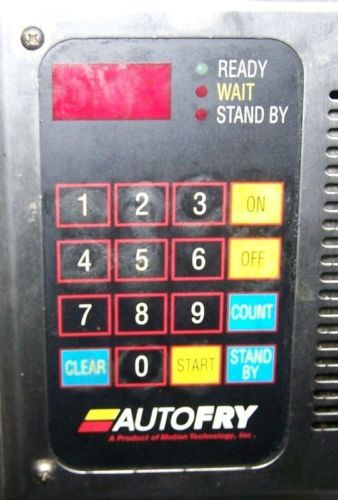 READY
WAIT
STAND BY
1 2 3 ON
4 5 6 OFF
7 8 9 COUNT
CLEAR 0 START STAND BY
AUTOFRY
A Product of Motion Technology, Inc.